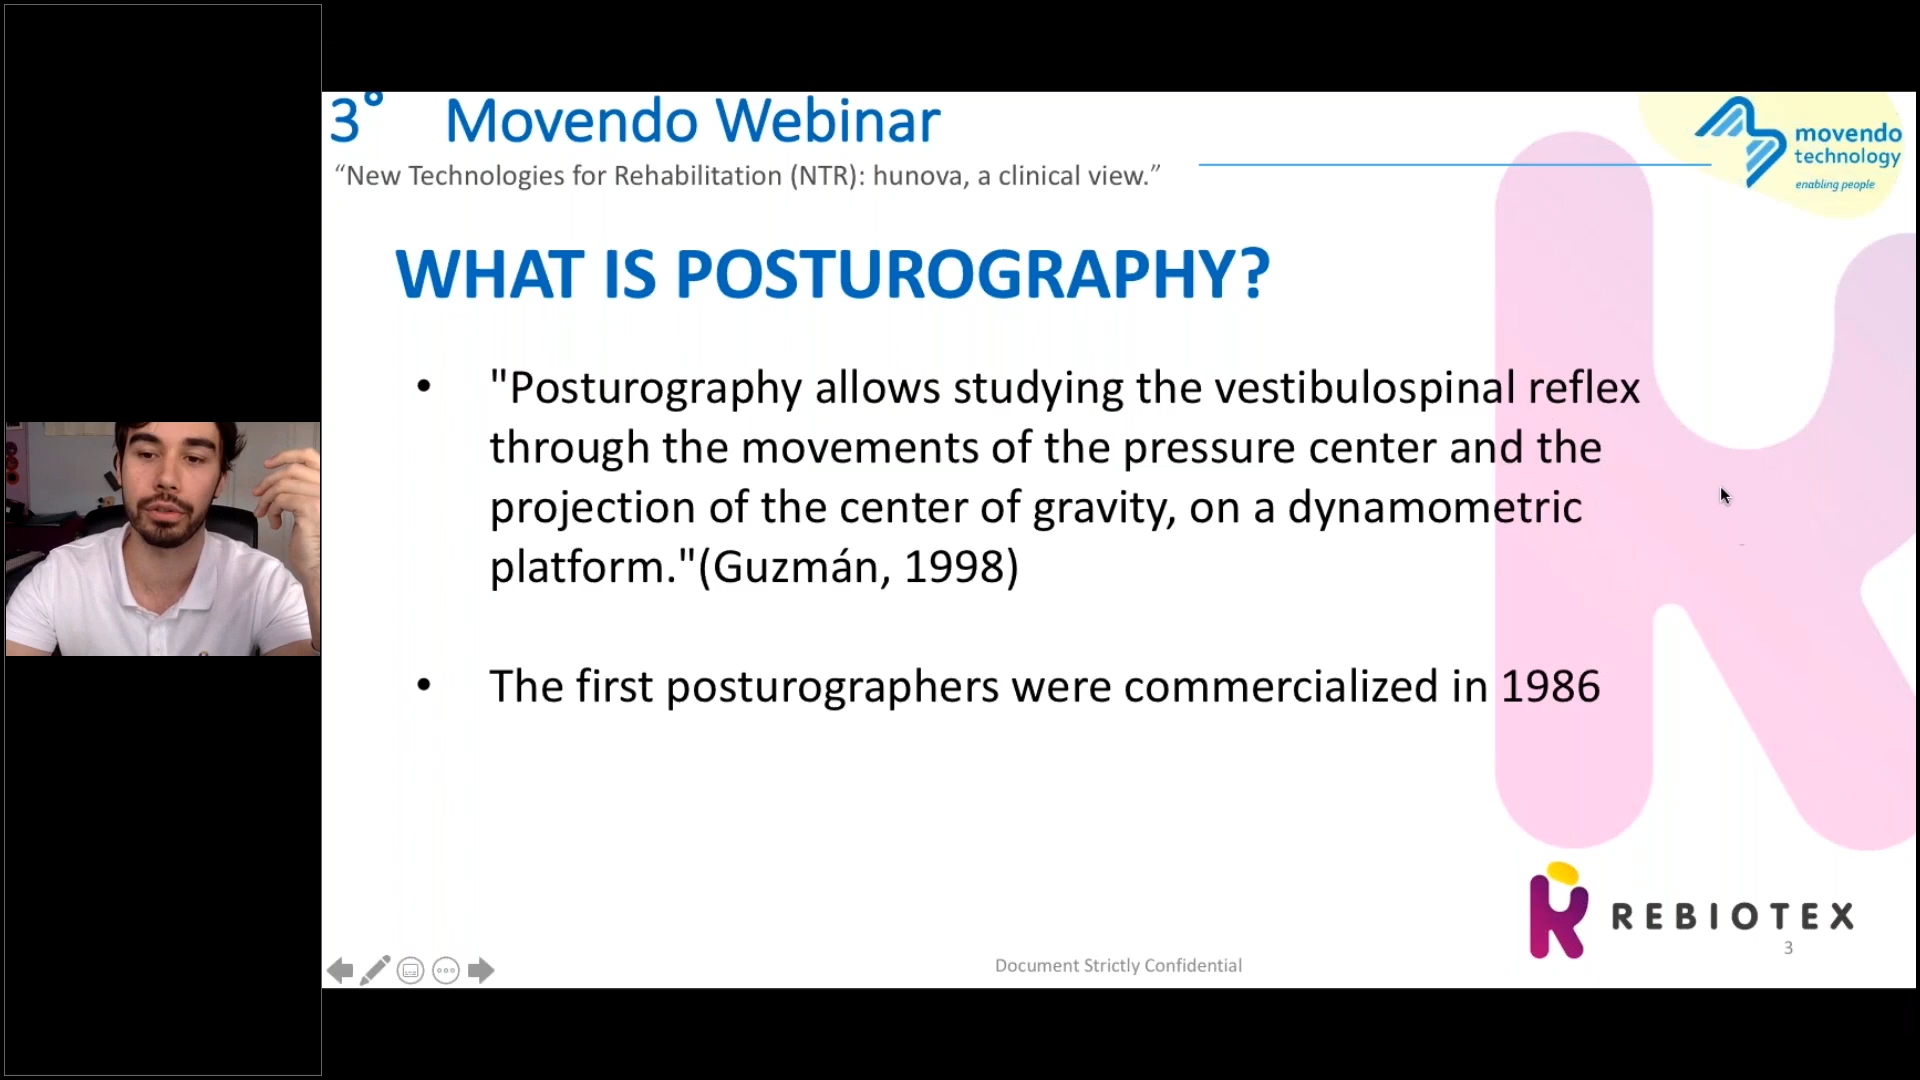 3° Movendo Webinar
“New Technologies for Rehabilitation (NTR): hunova, a clinical view.”
movendo
technology
enabling people
WHAT IS POSTUROGRAPHY?
• "Posturography allows studying the vestibulospinal reflex
through the movements of the pressure center and the
projection of the center of gravity, on a dynamometric
platform."(Guzmán, 1998)
• The first posturographers were commercialized in 1986
REBIOTEX
3
Document Strictly Confidential